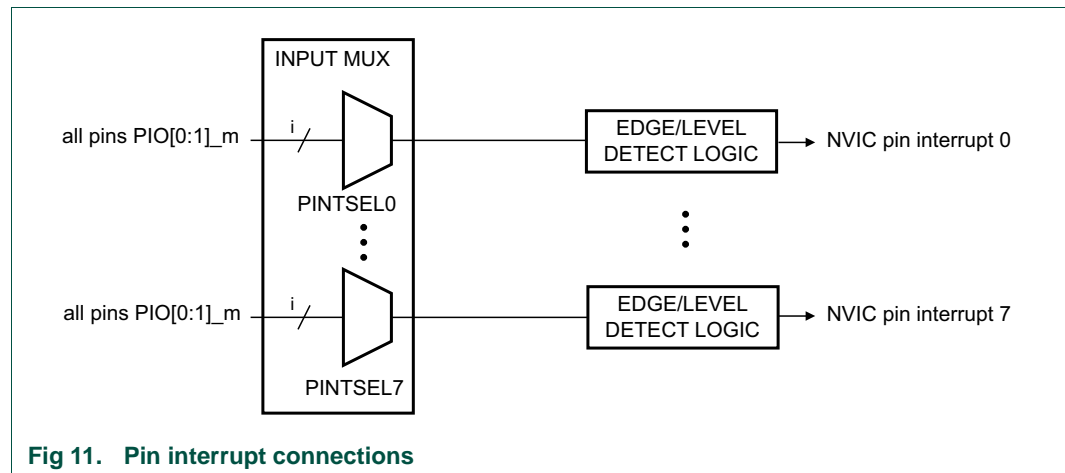 INPUT MUX
all pins PIO[0:1]_m
i
PINTSEL0
EDGE/LEVEL
DETECT LOGIC
NVIC pin interrupt 0
all pins PIO[0:1]_m
i
PINTSEL7
EDGE/LEVEL
DETECT LOGIC
NVIC pin interrupt 7
Fig 11. Pin interrupt connections